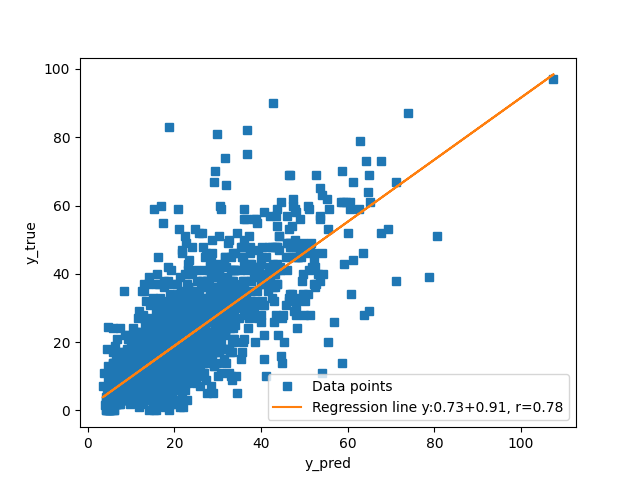 100
80
60
40
20
0
y_true
Data points
Regression line y:0.73+0.91, r=0.78
0 20 40 60 80 100
y_pred